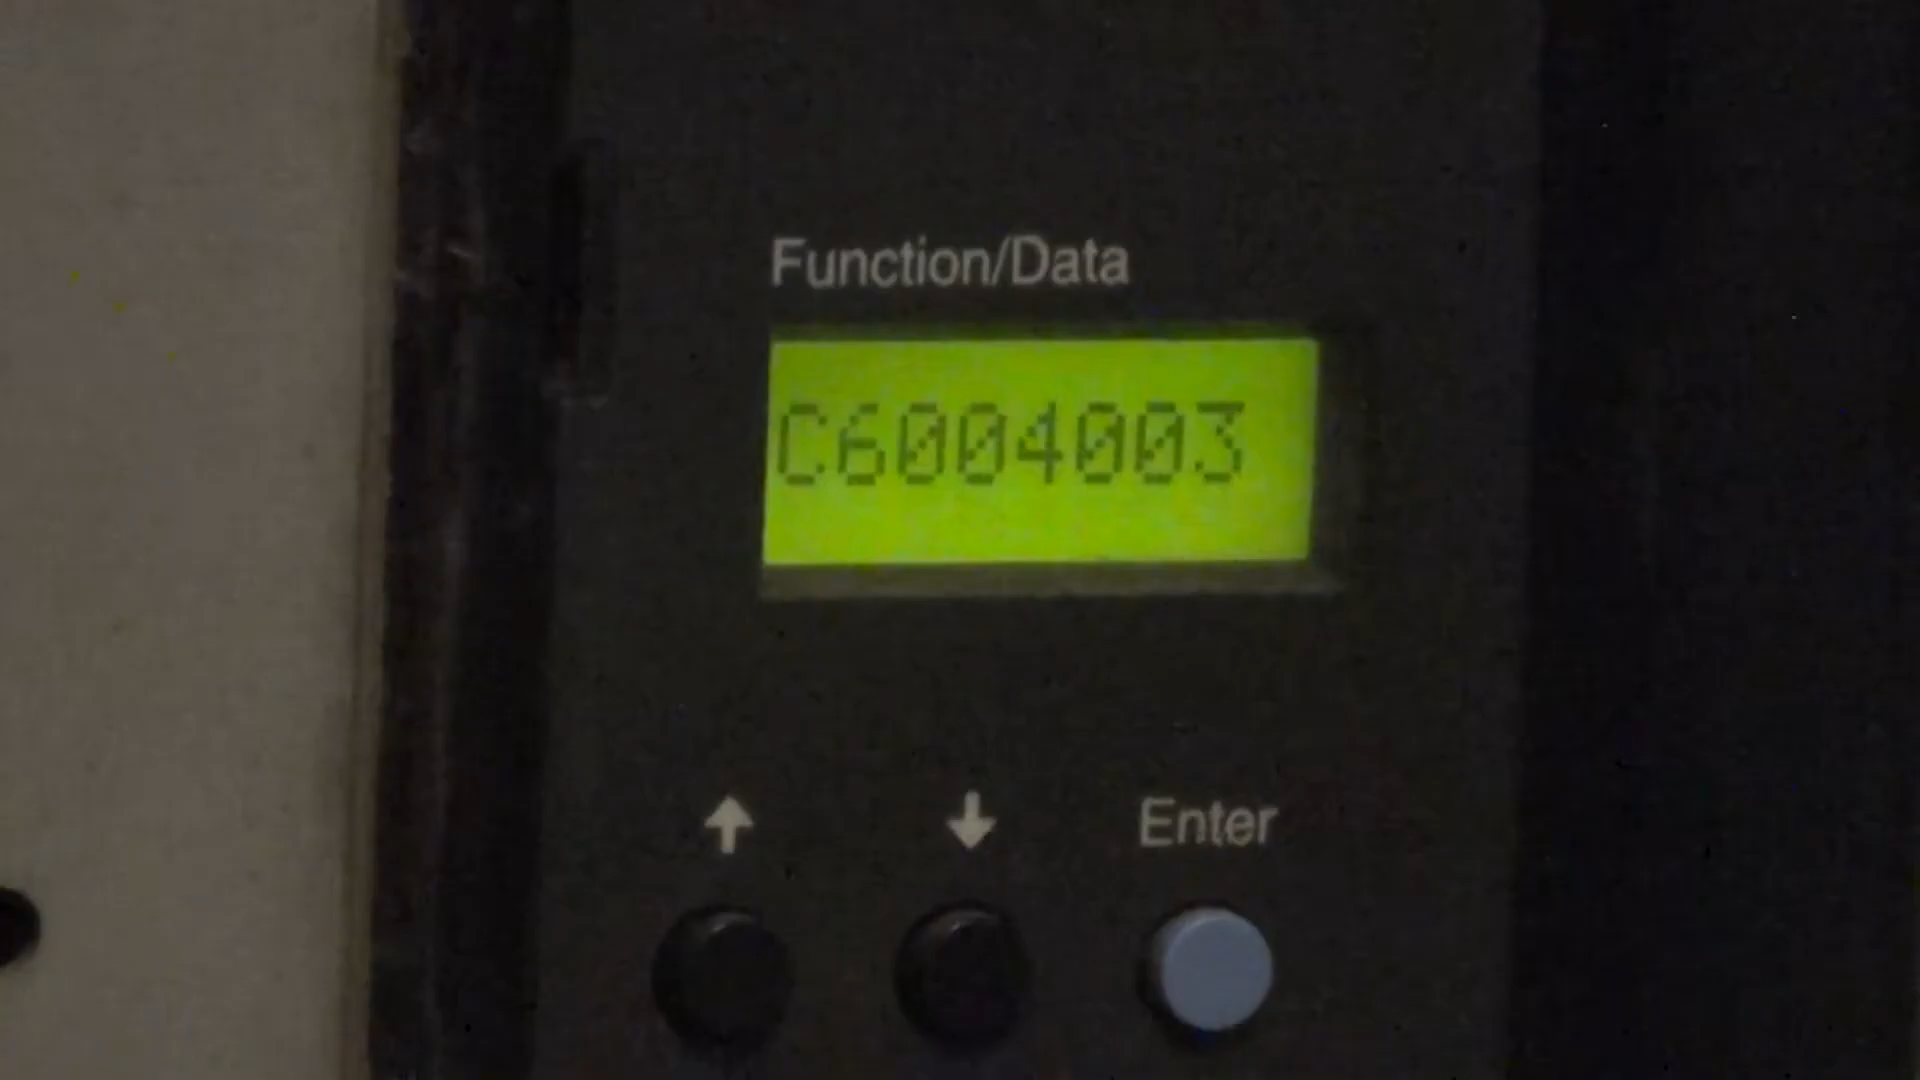 Function/Data
C6004003
↑ ↓ Enter